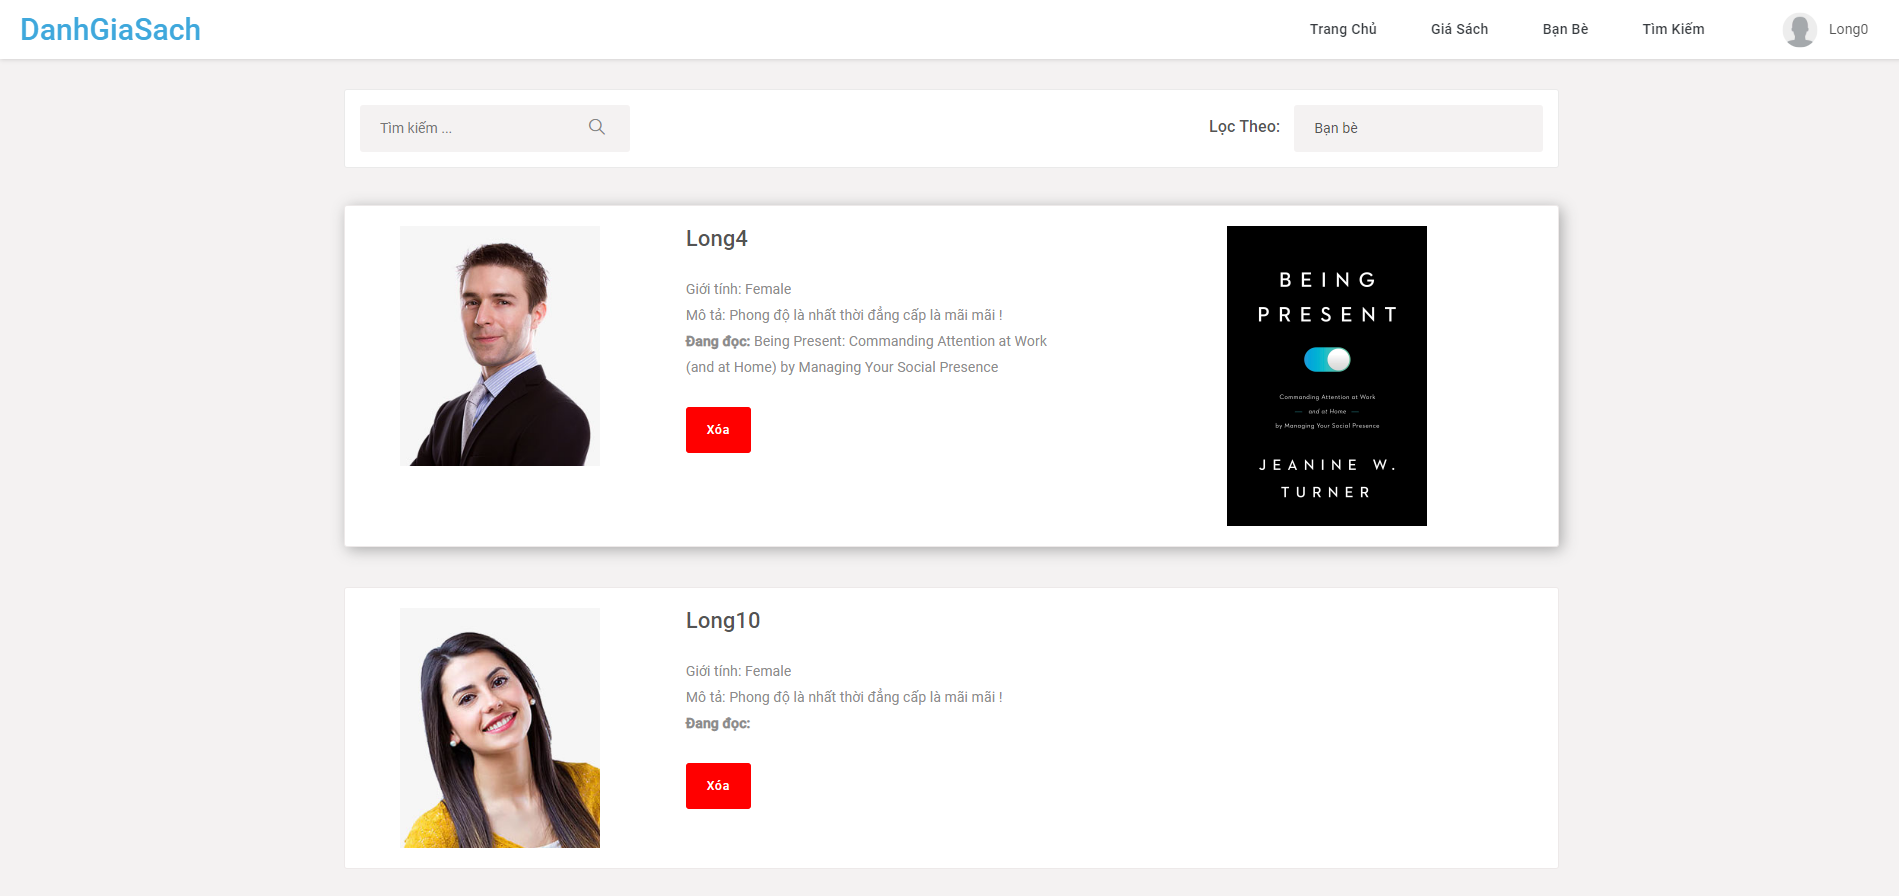 DanhGiaSach
Trang Chủ Giá Sách Bạn Bè Tìm Kiếm Long0
Tìm kiếm ... Lọc Theo: Bạn bè
Long4
Giới tính: Female
Mô tả: Phong độ là nhất thời đẳng cấp là mãi mãi !
Đang đọc: Being Present: Commanding Attention at Work
(and at Home) by Managing Your Social Presence
Xóa
BEING
PRESENT
Commanding Attention at Work
— and at Home —
by Managing Your Social Presence
JEANINE W.
TURNER
Long10
Giới tính: Female
Mô tả: Phong độ là nhất thời đẳng cấp là mãi mãi !
Đang đọc:
Xóa